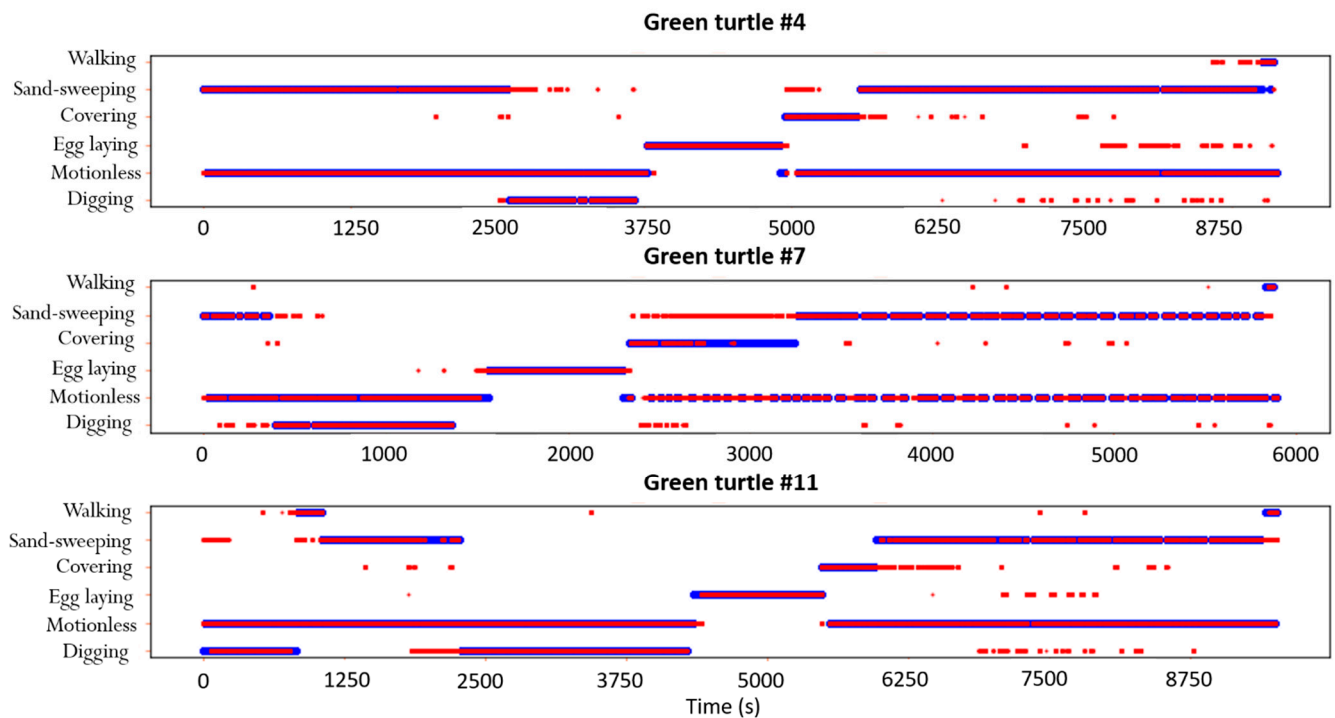 Green turtle #4
Walking
Sand-sweeping
Covering
Egg laying
Motionless
Digging
0 1250 2500 3750 5000 6250 7500 8750
Green turtle #7
Walking
Sand-sweeping
Covering
Egg laying
Motionless
Digging
0 1000 2000 3000 4000 5000 6000
Green turtle #11
Walking
Sand-sweeping
Covering
Egg laying
Motionless
Digging
0 1250 2500 3750 5000 6250 7500 8750
Time (s)